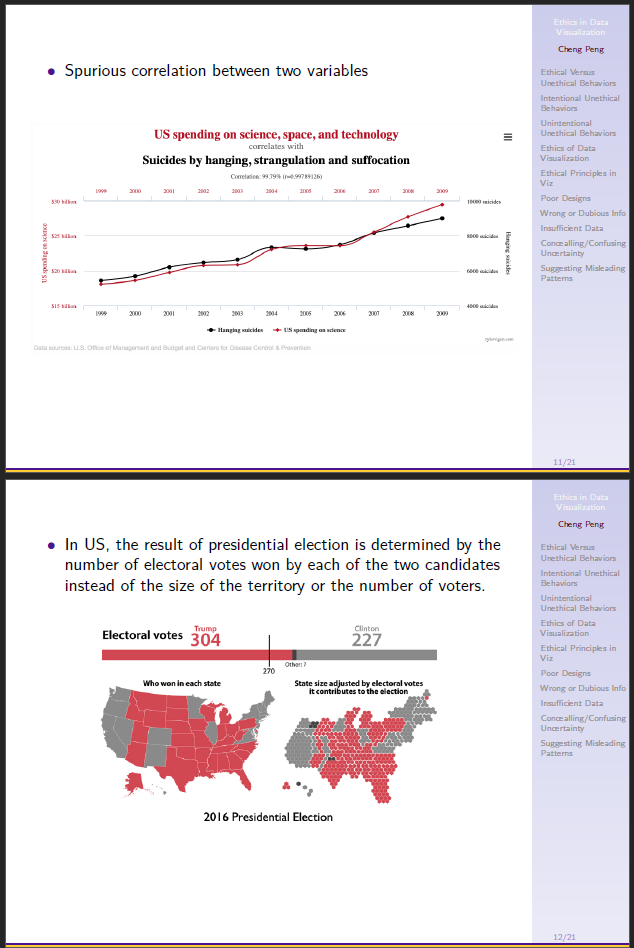 Ethics in Data
Visualization
Cheng Peng
Ethical Versus
Unethical Behaviors
Intentional Unethical
Behaviors
Unintentional
Unethical Behaviors
Ethics of Data
Visualization
Ethical Principles in
Viz
Poor Designs
Wrong or Dubious Info
Insufficient Data
Concealling/Confusing
Uncertainty
Suggesting Misleading
Patterns
• Spurious correlation between two variables
US spending on science, space, and technology
correlates with
Suicides by hanging, strangulation and suffocation
Correlation: 99.79% (r=0.99789126)
1999 2000 2001 2002 2003 2004 2005 2006 2007 2008 2009
$30 billion 10000 suicides
$25 billion 8000 suicides
$20 billion 6000 suicides
$15 billion 4000 suicides
US spending on science
Hanging suicides
1999 2000 2001 2002 2003 2004 2005 2006 2007 2008 2009
Hanging suicides US spending on science
tylervigen.com
Data sources: U.S. Office of Management and Budget and Centers for Disease Control & Prevention
11/21
Ethics in Data
Visualization
Cheng Peng
Ethical Versus
Unethical Behaviors
Intentional Unethical
Behaviors
Unintentional
Unethical Behaviors
Ethics of Data
Visualization
Ethical Principles in
Viz
Poor Designs
Wrong or Dubious Info
Insufficient Data
Concealling/Confusing
Uncertainty
Suggesting Misleading
Patterns
• In US, the result of presidential election is determined by the
number of electoral votes won by each of the two candidates
instead of the size of the territory or the number of voters.
Electoral votes
Trump
304
Clinton
227
270
Other: 7
Who won in each state
State size adjusted by electoral votes
it contributes to the election
2016 Presidential Election
12/21